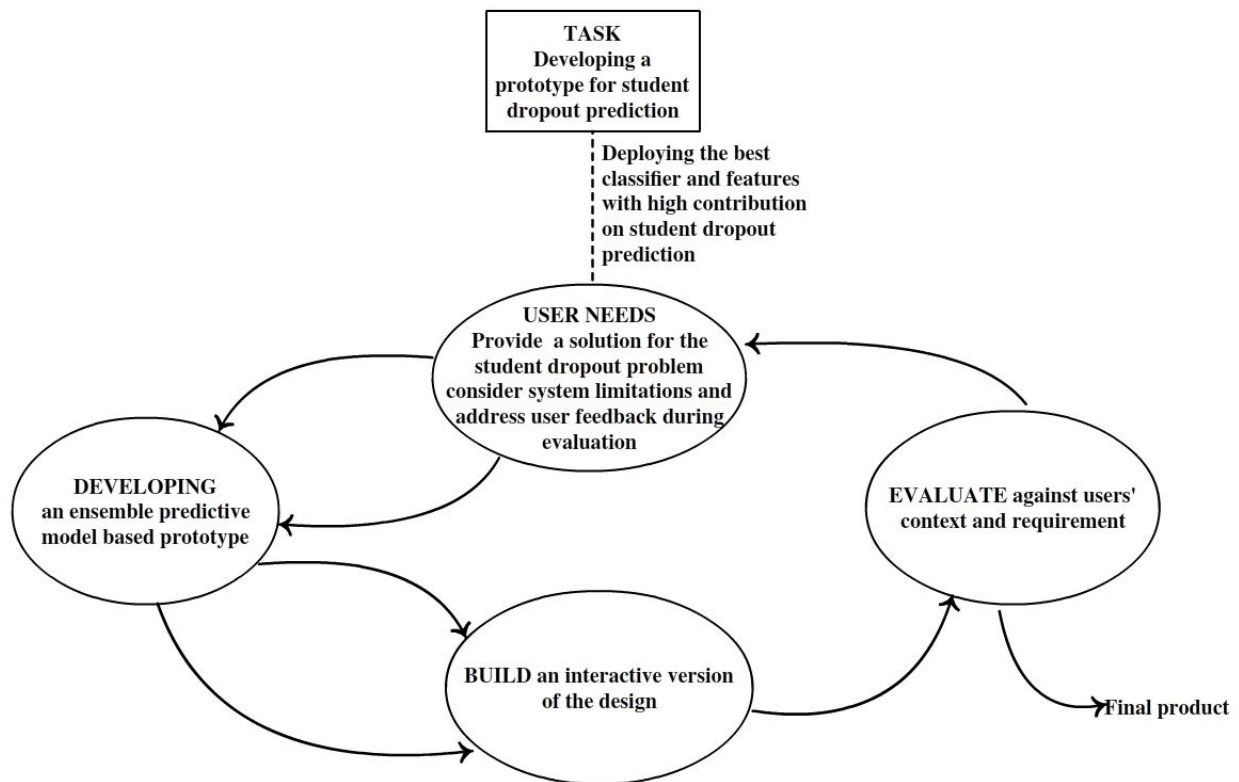 TASK
Developing a
prototype for student
dropout prediction
Deploying the best
classifier and features
with high contribution
on student dropout
prediction
USER NEEDS
Provide a solution for the
student dropout problem
consider system limitations and
address user feedback during
evaluation
DEVELOPING
an ensemble predictive
model based prototype
EVALUATE against users'
context and requirement
BUILD an interactive version
of the design
Final product